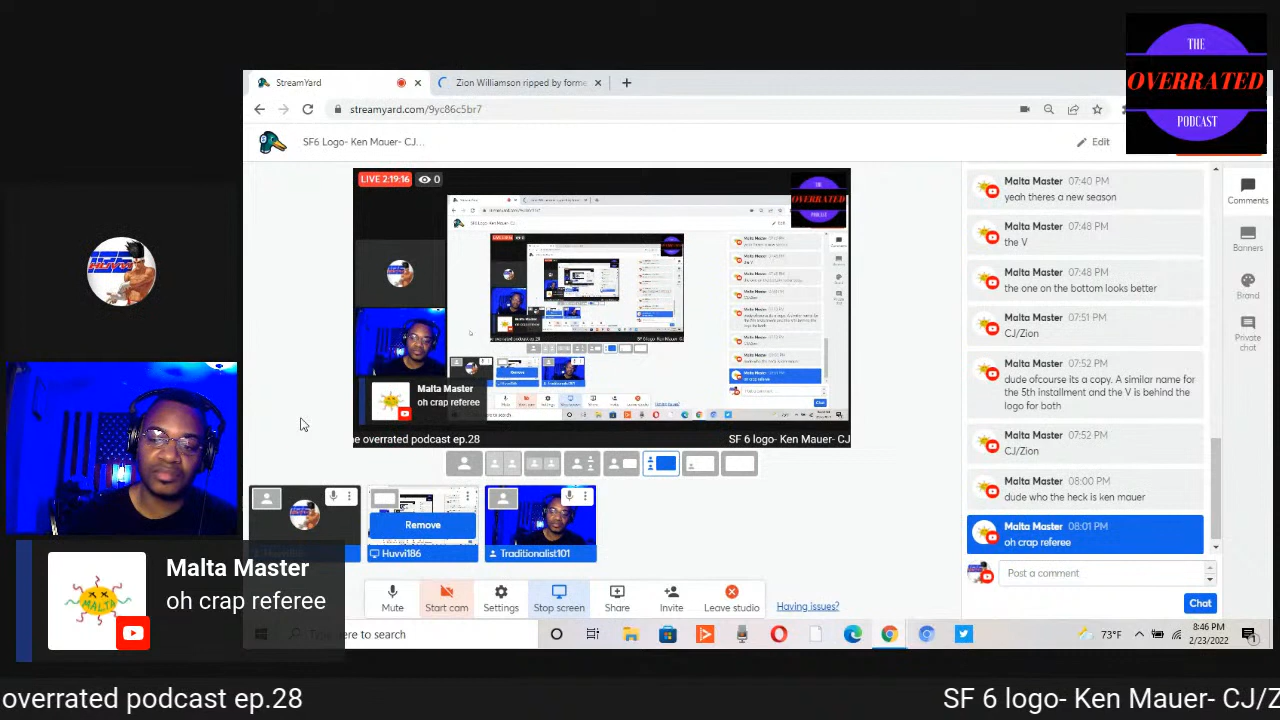 THE
OVERRATED
PODCAST
StreamYard
Zion Williamson ripped by forme
streamyard.com/9yc86c5br7
SF6 Logo- Ken Mauer- CJ...
Edit
LIVE 2:19:16
0
THE
OVERRATED
PODCAST
Malta Master
oh crap referee
he overrated podcast ep.28
SF 6 logo- Ken Mauer- CJ
Malta Master 07:40 PM
yeah theres a new season
Malta Master 07:48 PM
the V
Malta Master 07:48 PM
the one on the bottom looks better
Malta Master 07:51 PM
CJ/Zion
Malta Master 07:52 PM
dude ofcourse its a copy. A similar name for
the 5th installment and the V is behind the
logo for both
Malta Master 07:52 PM
CJ/Zion
Malta Master 08:00 PM
dude who the heck is ken mauer
Malta Master 08:01 PM
oh crap referee
Post a comment
Chat
Comments
Banners
Brand
Private
chat
Remove
Huvvi186
Traditionalist101
Mute
Start cam
Settings
Stop screen
Share
Invite
Leave studio
Having issues?
Type here to search
73°F
8:46 PM
2/23/2022
Malta Master
oh crap referee
MALTA
overrated podcast ep.28
SF 6 logo- Ken Mauer- CJ/Z